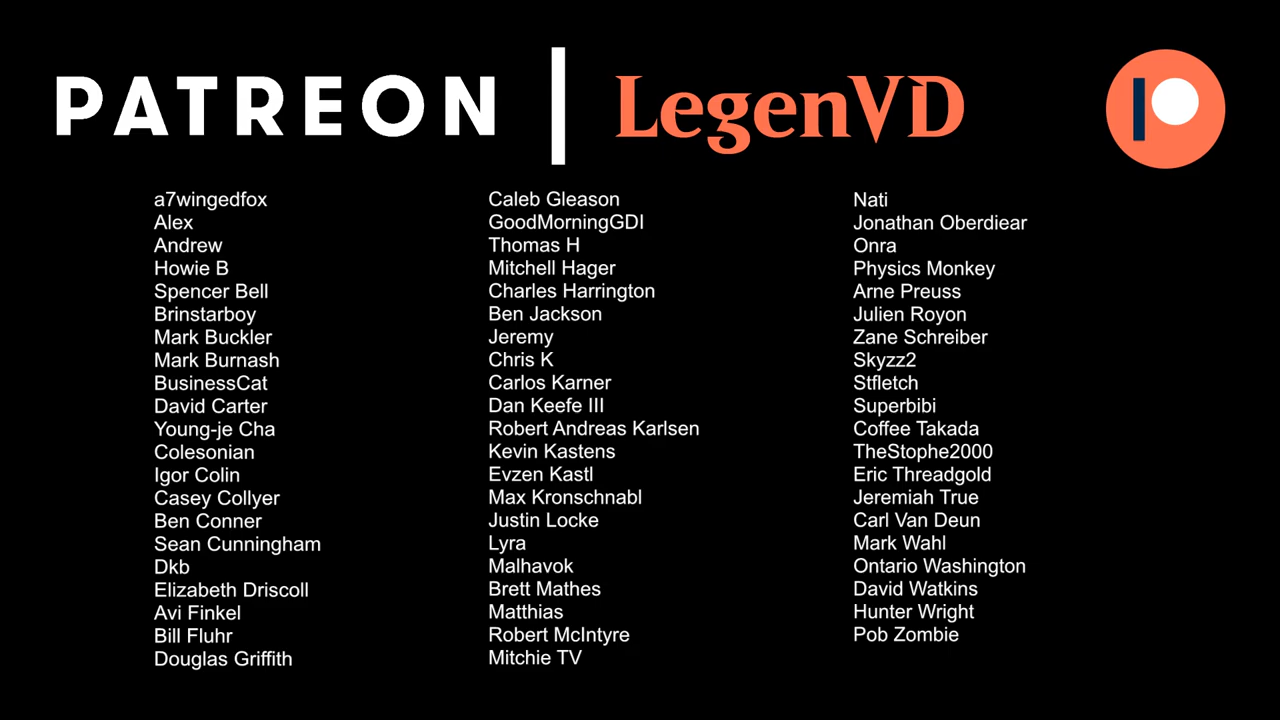 PATREON | LegenVD
a7wingedfox
Alex
Andrew
Howie B
Spencer Bell
Brinstarboy
Mark Buckler
Mark Burnash
BusinessCat
David Carter
Young-je Cha
Colesonian
Igor Colin
Casey Collyer
Ben Conner
Sean Cunningham
Dkb
Elizabeth Driscoll
Avi Finkel
Bill Fluhr
Douglas Griffith
Caleb Gleason
GoodMorningGDI
Thomas H
Mitchell Hager
Charles Harrington
Ben Jackson
Jeremy
Chris K
Carlos Karner
Dan Keefe III
Robert Andreas Karlsen
Kevin Kastens
Evzen Kastl
Max Kronschnabl
Justin Locke
Lyra
Malhavok
Brett Mathes
Matthias
Robert McIntyre
Mitchie TV
Nati
Jonathan Oberdiear
Onra
Physics Monkey
Arne Preuss
Julien Royon
Zane Schreiber
Skyzz2
Stfletch
Superbibi
Coffee Takada
TheStophe2000
Eric Threadgold
Jeremiah True
Carl Van Deun
Mark Wahl
Ontario Washington
David Watkins
Hunter Wright
Pob Zombie